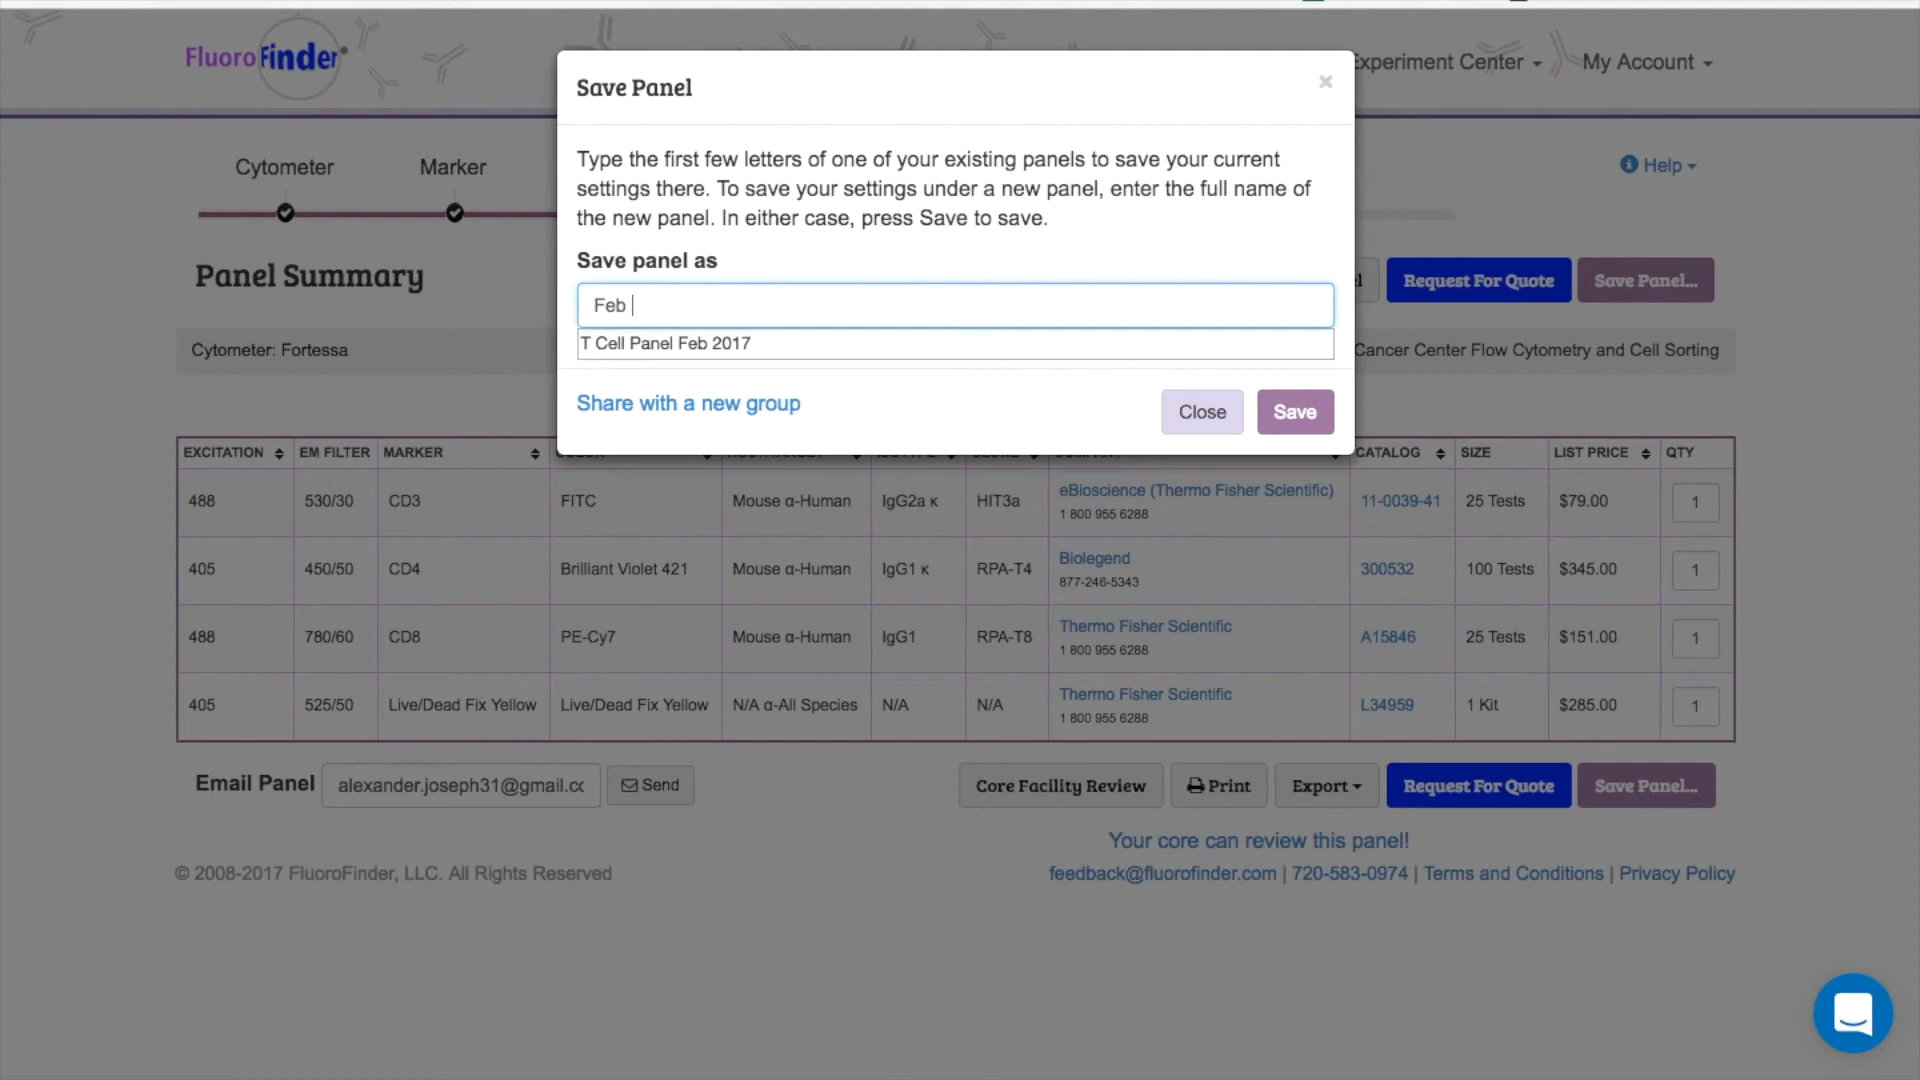 FluoroFinder®
Experiment Center
My Account
Save Panel
×
Type the first few letters of one of your existing panels to save your current
settings there. To save your settings under a new panel, enter the full name of
the new panel. In either case, press Save to save.
Save panel as
Feb
T Cell Panel Feb 2017
Share with a new group
Close
Save
Cytometer
Marker
Help
Panel Summary
Request For Quote
Save Panel...
Cytometer: Fortessa
Cancer Center Flow Cytometry and Cell Sorting
EXCITATION EM FILTER MARKER CATALOG SIZE LIST PRICE QTY
488 530/30 CD3 FITC Mouse α-Human IgG2a κ HIT3a eBioscience (Thermo Fisher Scientific) 11-0039-41 25 Tests $79.00 1
1 800 955 6288
405 450/50 CD4 Brilliant Violet 421 Mouse α-Human IgG1 κ RPA-T4 Biolegend 300532 100 Tests $345.00 1
877-246-5343
488 780/60 CD8 PE-Cy7 Mouse α-Human IgG1 RPA-T8 Thermo Fisher Scientific A15846 25 Tests $151.00 1
1 800 955 6288
405 525/50 Live/Dead Fix Yellow Live/Dead Fix Yellow N/A α-All Species N/A N/A Thermo Fisher Scientific L34959 1 Kit $285.00 1
1 800 955 6288
Email Panel alexander.joseph31@gmail.cc Send Core Facility Review Print Export Request For Quote Save Panel...
Your core can review this panel!
© 2008-2017 FluoroFinder, LLC. All Rights Reserved
feedback@fluorofinder.com | 720-583-0974 | Terms and Conditions | Privacy Policy